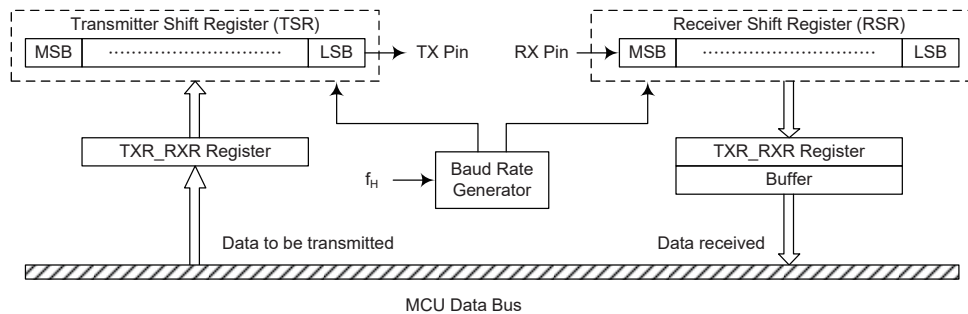 Transmitter Shift Register (TSR)
MSB ................................ LSB
TX Pin
RX Pin
Receiver Shift Register (RSR)
MSB ................................ LSB
TXR_RXR Register
fH
Baud Rate
Generator
TXR_RXR Register
Buffer
Data to be transmitted
Data received
MCU Data Bus